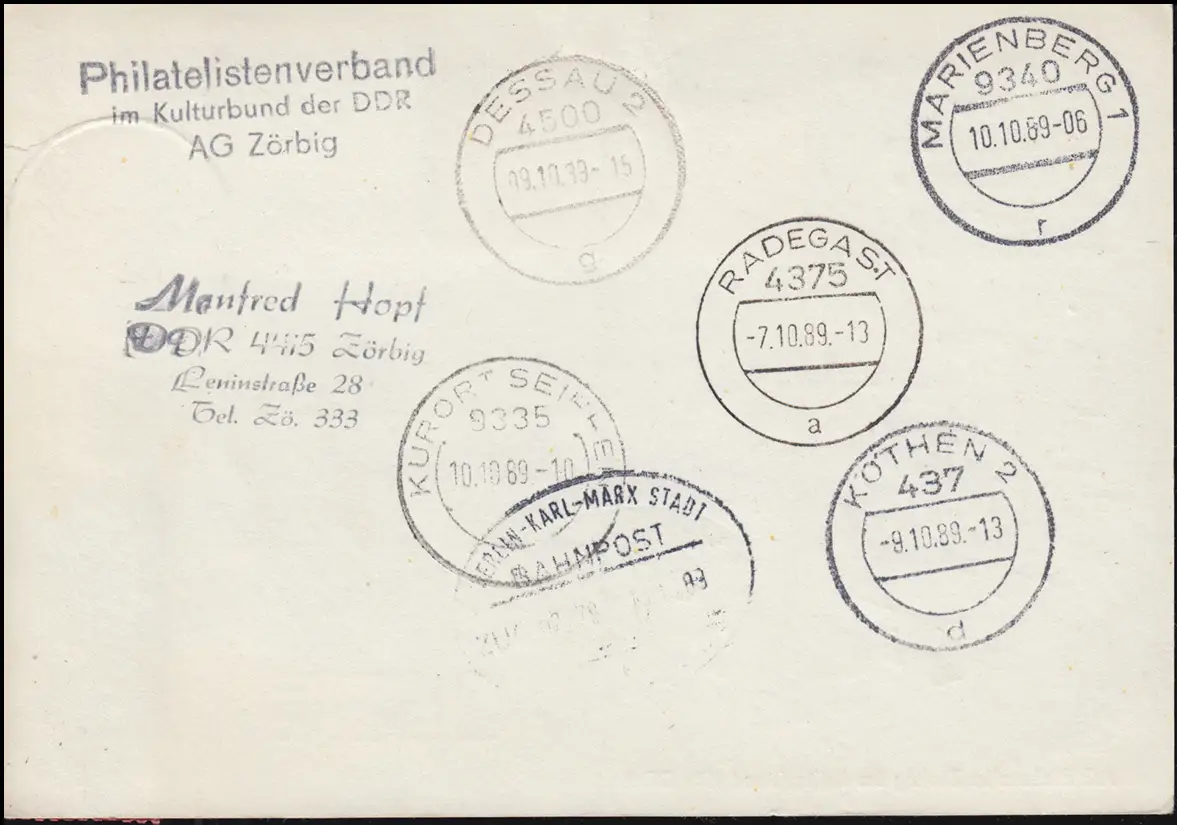 Philatelistenverband
im Kulturbund der DDR
AG Zörbig
DESSAU 2
4500
09.10.89-15
g
MARIENBERG 1
9340
10.10.89-06
r
Manfred Hopf
DDR 4415 Zörbig
Leninstraße 28
Tel. Zö. 333
RADEGAST
4375
-7.10.89.-13
a
KURORT
9335
10.10.89.-10
KÖTHEN 2
437
-9.10.89.-13
d
-KARL-MARX STADT
BAHNPOST